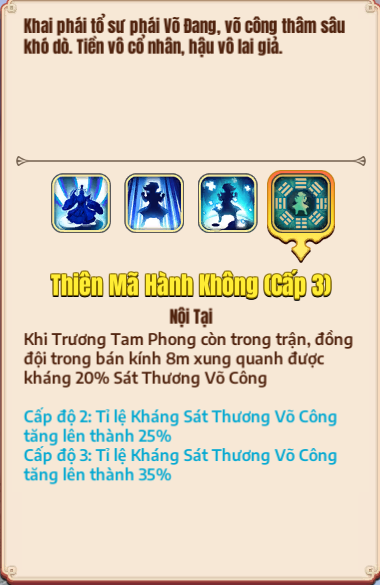 Khai phái tổ sư phái Võ Đang, võ công thâm sâu
khó dò. Tiền vô cổ nhân, hậu vô lai giả.
Thiên Mã Hành Không (Cấp 3)
Nội Tại
Khi Trương Tam Phong còn trong trận, đồng
đội trong bán kính 8m xung quanh được
kháng 20% Sát Thương Võ Công
Cấp độ 2: Tỉ lệ Kháng Sát Thương Võ Công
tăng lên thành 25%
Cấp độ 3: Tỉ lệ Kháng Sát Thương Võ Công
tăng lên thành 35%